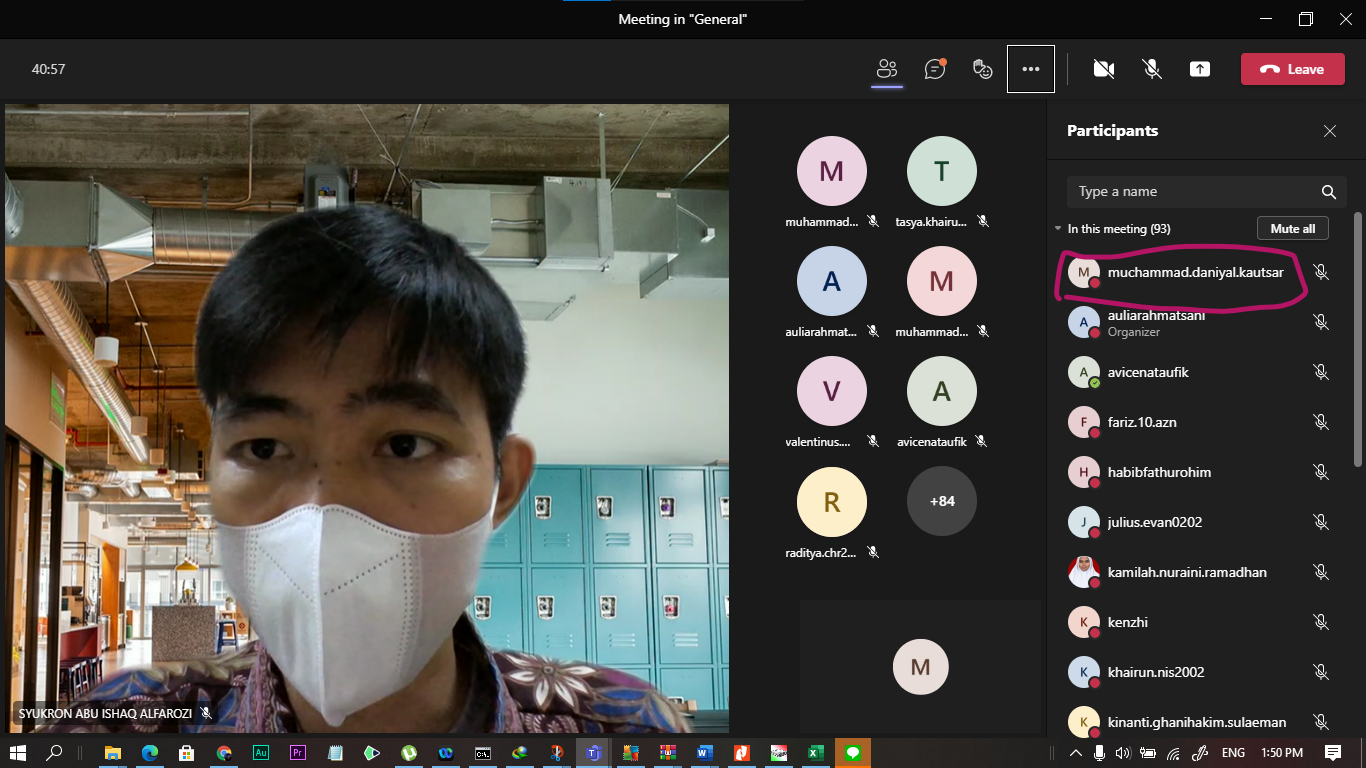 Meeting in "General"
40:57
Leave
Participants
Type a name
In this meeting (93)
Mute all
M
muchammad.daniyal.kautsar
A
auliarahmatsani
Organizer
A
avicenataufik
F
fariz.10.azn
H
habibfathurohim
J
julius.evan0202
kamilah.nuraini.ramadhan
K
kenzhi
K
khairun.nis2002
K
kinanti.ghanihakim.sulaeman
M
muhammad...
T
tasya.khairu...
A
auliarahmat...
M
muhammad...
V
valentinus....
A
avicenataufik
R
raditya.chr2...
+84
M
SYUKRON ABU ISHAQ ALFAROZI
Au
Pr
ENG
1:50 PM